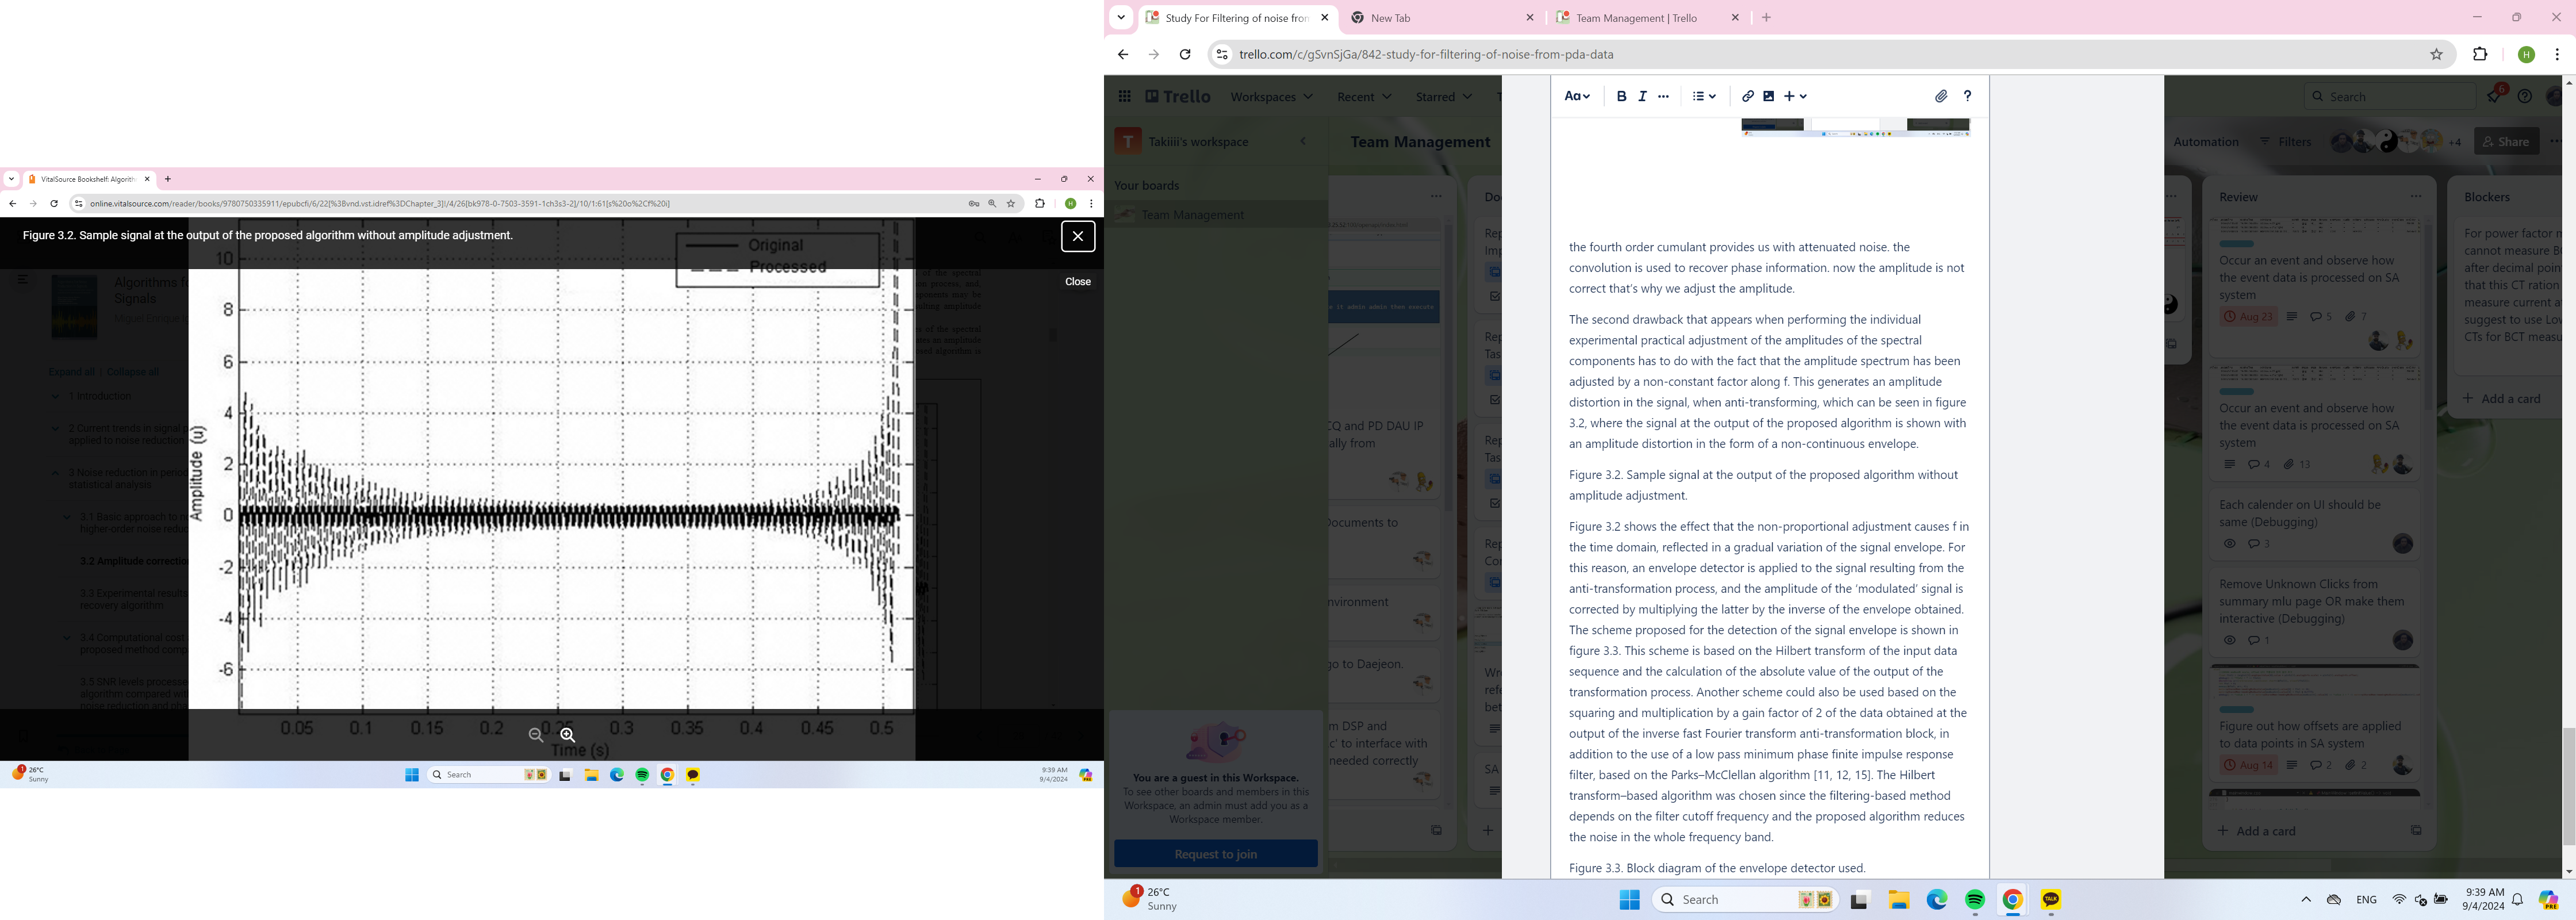 VitalSource Bookshelf: Algorith
online.vitalsource.com/reader/books/9780750335911/epubcfi/6/22[%3Bvnd.vst.idref%3DChapter_3]!/4/26[bk978-0-7503-3591-1ch3s3-2]/10/1:61[s%20o%2Cf%20i]
Figure 3.2. Sample signal at the output of the proposed algorithm without amplitude adjustment.
Close
Algorithms fo
Signals
Expand all | Collapse all
1 Introduction
2 Current trends in signal p
applied to noise reduction
3 Noise reduction in period
statistical analysis
3.1 Basic approach to n
higher-order noise reduc
3.2 Amplitude correctio
3.3 Experimental results
recovery algorithm
3.4 Computational cost
proposed method comp
3.5 SNR levels processe
algorithm compared with
Original
Processed
10
8
6
4
2
0
-2
-4
-6
Amplitude (u)
0.05 0.1 0.15 0.2 0.25 0.3 0.35 0.4 0.45 0.5
Time (s)
26°C
Sunny
Search
9:39 AM
9/4/2024
Study For Filtering of noise from
New Tab
Team Management | Trello
trello.com/c/gSvnSjGa/842-study-for-filtering-of-noise-from-pda-data
H
Trello
Workspaces
Recent
Starred
Search
6
T
Takiiii's workspace
Team Management
Automation
Filters
+4
Share
Your boards
Team Management
Aa
B
I
?
the fourth order cumulant provides us with attenuated noise. the
convolution is used to recover phase information. now the amplitude is not
correct that's why we adjust the amplitude.
The second drawback that appears when performing the individual
experimental practical adjustment of the amplitudes of the spectral
components has to do with the fact that the amplitude spectrum has been
adjusted by a non-constant factor along f. This generates an amplitude
distortion in the signal, when anti-transforming, which can be seen in figure
3.2, where the signal at the output of the proposed algorithm is shown with
an amplitude distortion in the form of a non-continuous envelope.
Figure 3.2. Sample signal at the output of the proposed algorithm without
amplitude adjustment.
Figure 3.2 shows the effect that the non-proportional adjustment causes f in
the time domain, reflected in a gradual variation of the signal envelope. For
this reason, an envelope detector is applied to the signal resulting from the
anti-transformation process, and the amplitude of the 'modulated' signal is
corrected by multiplying the latter by the inverse of the envelope obtained.
The scheme proposed for the detection of the signal envelope is shown in
figure 3.3. This scheme is based on the Hilbert transform of the input data
sequence and the calculation of the absolute value of the output of the
transformation process. Another scheme could also be used based on the
squaring and multiplication by a gain factor of 2 of the data obtained at the
output of the inverse fast Fourier transform anti-transformation block, in
addition to the use of a low pass minimum phase finite impulse response
filter, based on the Parks–McClellan algorithm [11, 12, 15]. The Hilbert
transform–based algorithm was chosen since the filtering-based method
depends on the filter cutoff frequency and the proposed algorithm reduces
the noise in the whole frequency band.
Figure 3.3. Block diagram of the envelope detector used.
CQ and PD DAU IP
ally from
ocuments to
nvironment
go to Daejeon.
m DSP and
c' to interface with
needed correctly
You are a guest in this Workspace.
To see other boards and members in this
Workspace, an admin must add you as a
Workspace member.
Request to join
Review
Occur an event and observe how
the event data is processed on SA
system
Aug 23
5
7
Occur an event and observe how
the event data is processed on SA
system
4
13
Each calender on UI should be
same (Debugging)
3
Remove Unknown Clicks from
summary mlu page OR make them
interactive (Debugging)
1
Figure out how offsets are applied
to data points in SA system
Aug 14
2
2
+ Add a card
Blockers
For power factor m
cannot measure B
after decimal poin
that this CT ration
measure current a
suggest to use Lov
CTs for BCT measu
+ Add a card
26°C
Sunny
Search
ENG
9:39 AM
9/4/2024